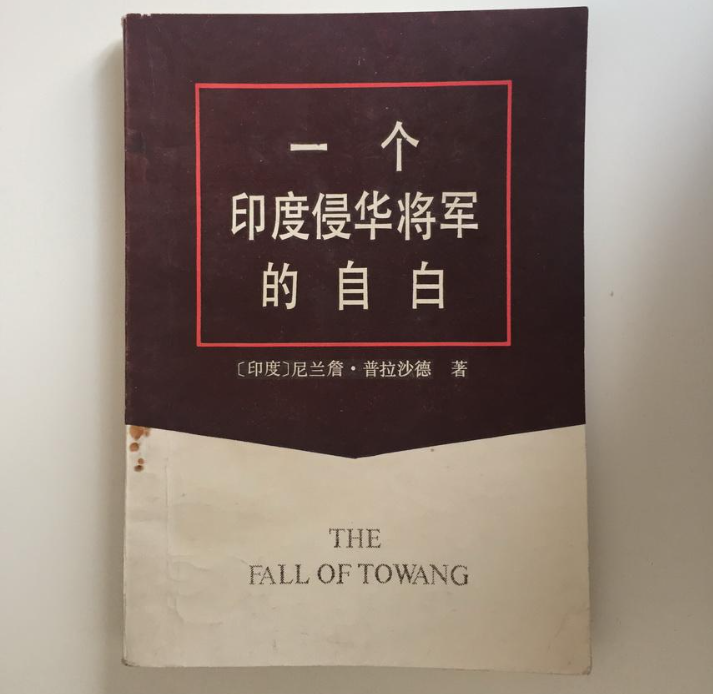 一个
印度侵华将军
的自白
〔印度〕尼兰詹·普拉沙德 著
THE
FALL OF TOWANG